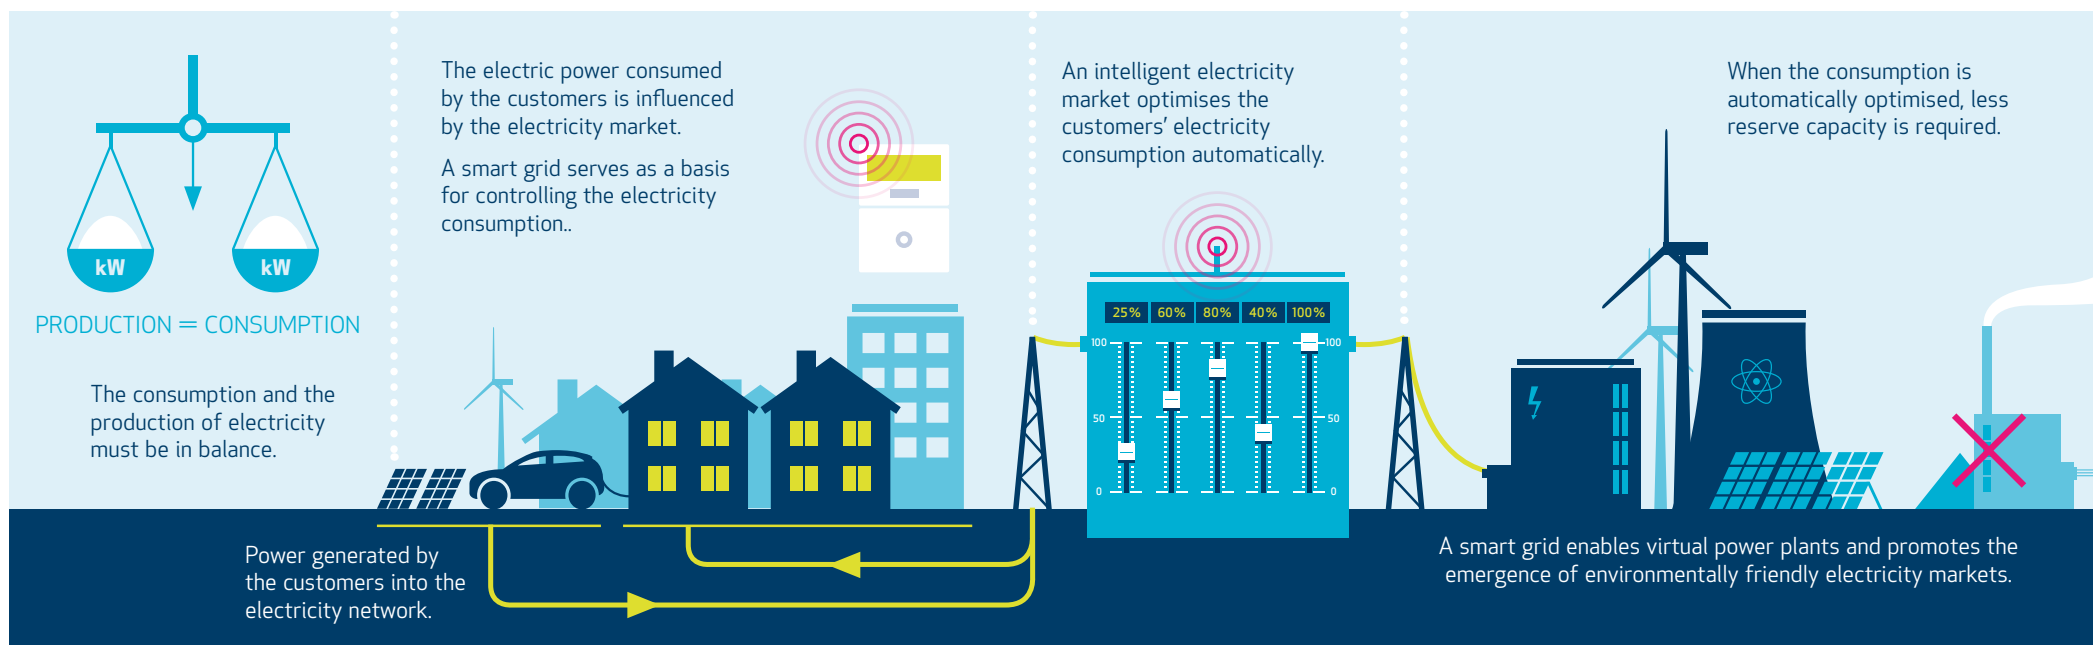 kW
kW
PRODUCTION = CONSUMPTION
The consumption and the
production of electricity
must be in balance.
The electric power consumed
by the customers is influenced
by the electricity market.
A smart grid serves as a basis
for controlling the electricity
consumption..
Power generated by
the customers into the
electricity network.
An intelligent electricity
market optimises the
customers’ electricity
consumption automatically.
25% 60% 80% 40% 100%
100 100
50 50
0 0
When the consumption is
automatically optimised, less
reserve capacity is required.
A smart grid enables virtual power plants and promotes the
emergence of environmentally friendly electricity markets.